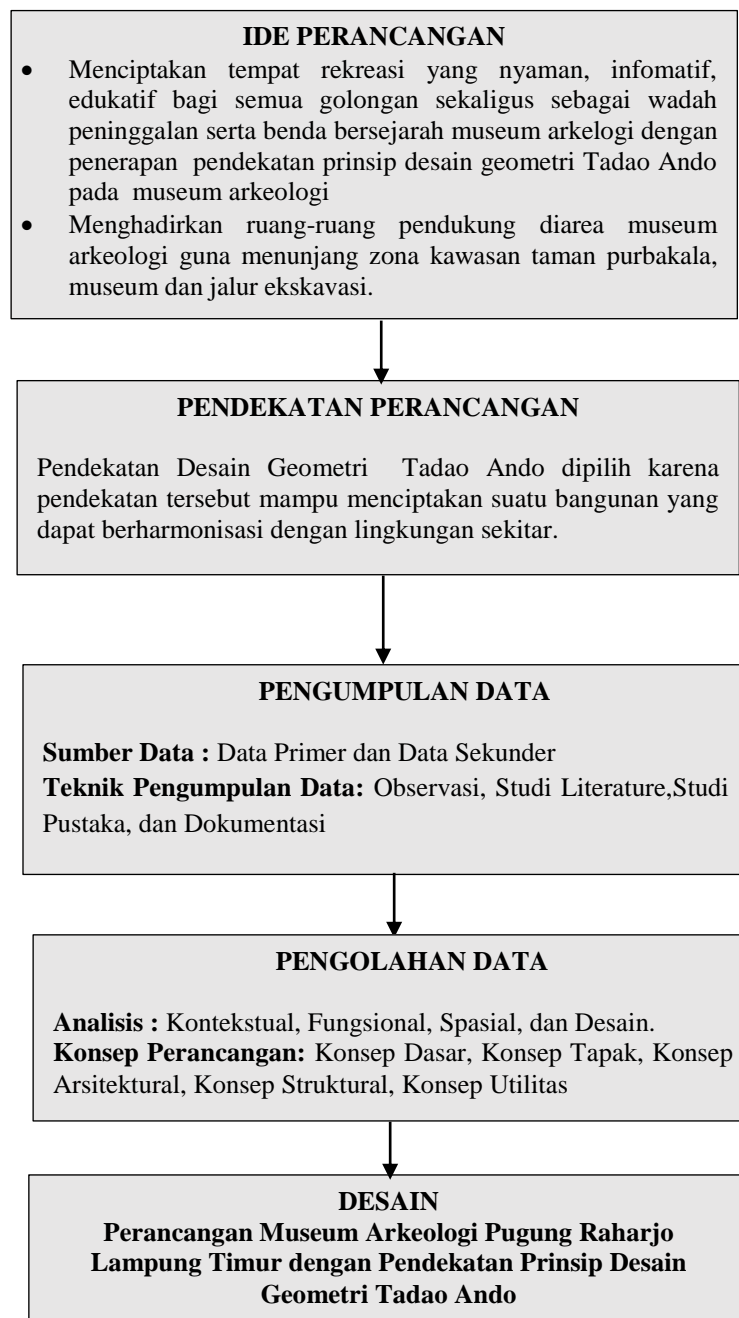 IDE PERANCANGAN
• Menciptakan tempat rekreasi yang nyaman, infomatif,
edukatif bagi semua golongan sekaligus sebagai wadah
peninggalan serta benda bersejarah museum arkelogi dengan
penerapan pendekatan prinsip desain geometri Tadao Ando
pada museum arkeologi
• Menghadirkan ruang-ruang pendukung diarea museum
arkeologi guna menunjang zona kawasan taman purbakala,
museum dan jalur ekskavasi.
PENDEKATAN PERANCANGAN
Pendekatan Desain Geometri Tadao Ando dipilih karena
pendekatan tersebut mampu menciptakan suatu bangunan yang
dapat berharmonisasi dengan lingkungan sekitar.
PENGUMPULAN DATA
Sumber Data : Data Primer dan Data Sekunder
Teknik Pengumpulan Data: Observasi, Studi Literature,Studi
Pustaka, dan Dokumentasi
PENGOLAHAN DATA
Analisis : Kontekstual, Fungsional, Spasial, dan Desain.
Konsep Perancangan: Konsep Dasar, Konsep Tapak, Konsep
Arsitektural, Konsep Struktural, Konsep Utilitas
DESAIN
Perancangan Museum Arkeologi Pugung Raharjo
Lampung Timur dengan Pendekatan Prinsip Desain
Geometri Tadao Ando